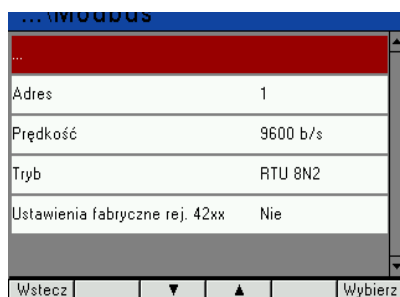 ...\Modbus
...
Adres 1
Prędkość 9600 b/s
Tryb RTU 8N2
Ustawienia fabryczne rej. 42xx Nie
Wstecz ▼ ▲ Wybierz